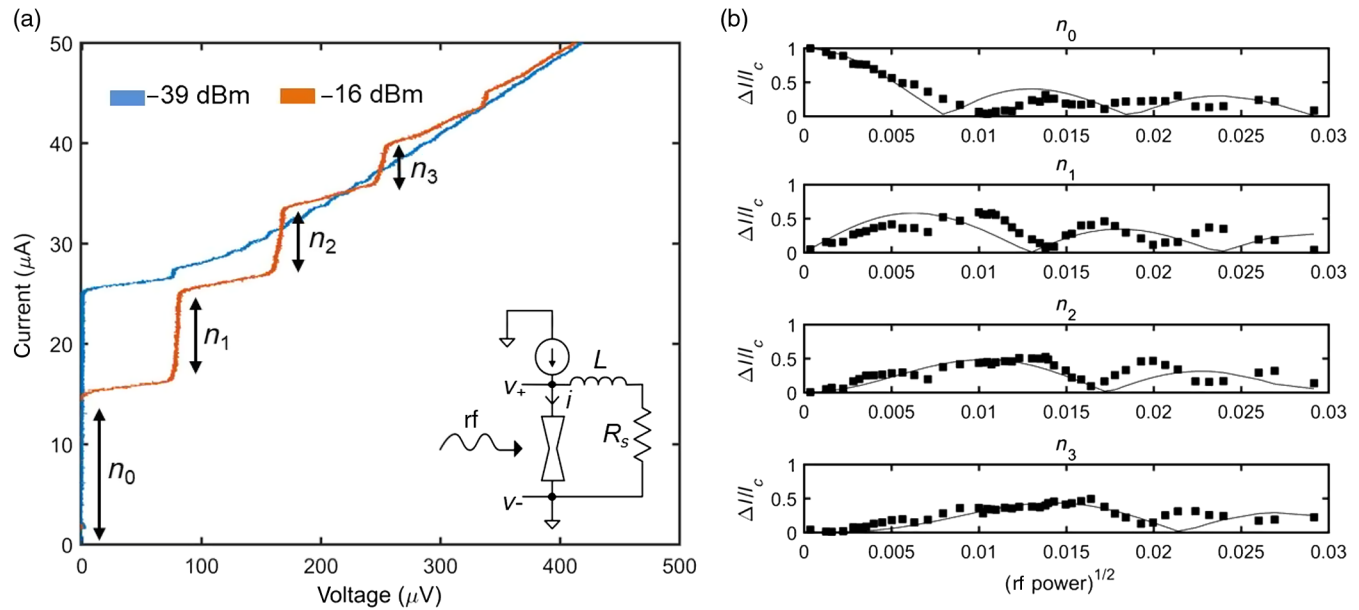 (a)
50
40
30
20
10
0
Current (μA)
–39 dBm –16 dBm
n0
n1
n2
n3
L
v+
i
rf
Rs
v-
0 100 200 300 400 500
Voltage (μV)
(b)
n0
ΔI/Ic
1
0.5
0
0 0.005 0.01 0.015 0.02 0.025 0.03
n1
ΔI/Ic
1
0.5
0
0 0.005 0.01 0.015 0.02 0.025 0.03
n2
ΔI/Ic
1
0.5
0
0 0.005 0.01 0.015 0.02 0.025 0.03
n3
ΔI/Ic
1
0.5
0
0 0.005 0.01 0.015 0.02 0.025 0.03
(rf power)1/2